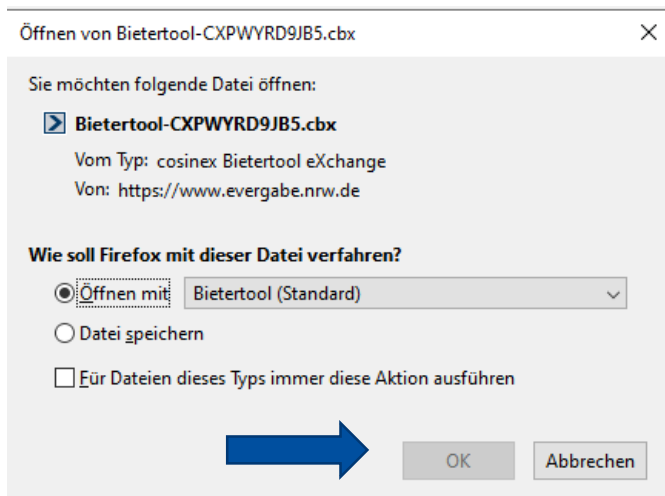 Öffnen von Bietertool-CXPWYRD9JB5.cbx
Sie möchten folgende Datei öffnen:
Bietertool-CXPWYRD9JB5.cbx
Vom Typ: cosinex Bietertool eXchange
Von: https://www.evergabe.nrw.de
Wie soll Firefox mit dieser Datei verfahren?
Öffnen mit Bietertool (Standard)
Datei speichern
Für Dateien dieses Typs immer diese Aktion ausführen
OK Abbrechen